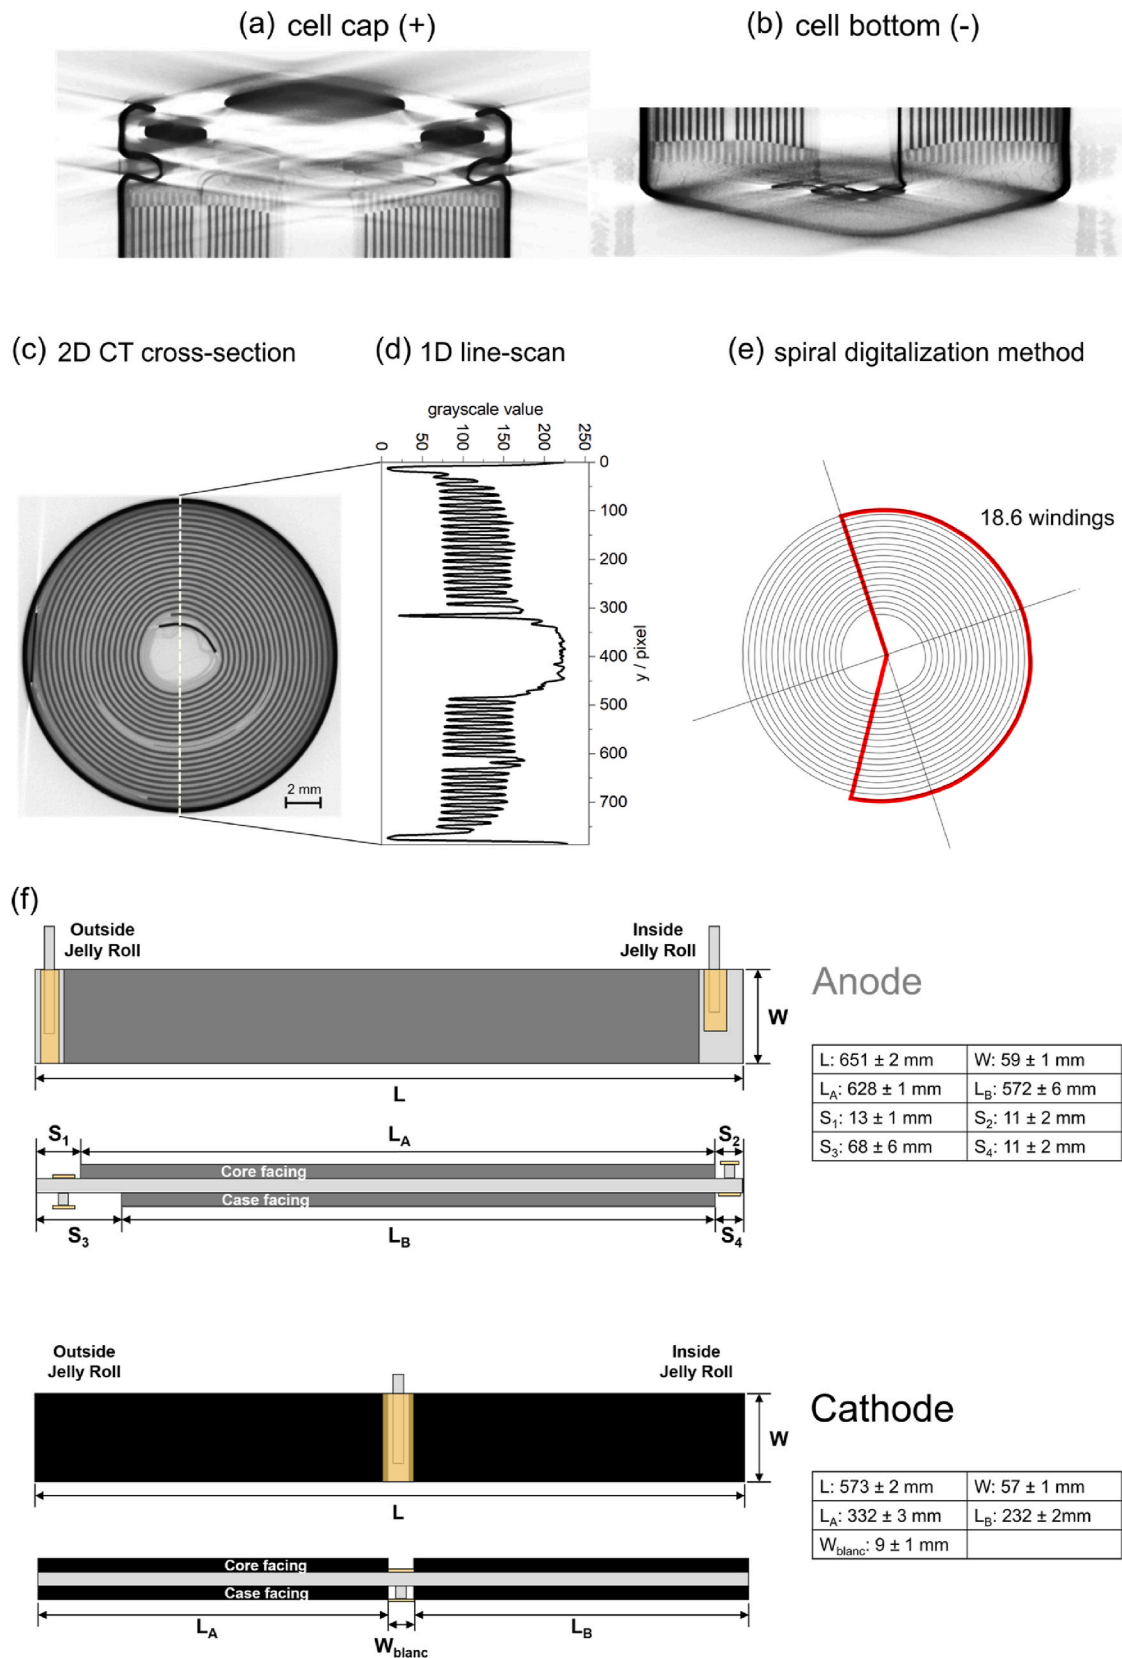 (a) cell cap (+)
(b) cell bottom (-)
(c) 2D CT cross-section
(d) 1D line-scan
(e) spiral digitalization method
grayscale value
0 50 100 150 200 250
0
100
200
300
400
500
600
700
y / pixel
2 mm
18.6 windings
(f)
Outside
Jelly Roll
Inside
Jelly Roll
W
L
Anode
L: 651 ± 2 mm W: 59 ± 1 mm
LA: 628 ± 1 mm LB: 572 ± 6 mm
S1: 13 ± 1 mm S2: 11 ± 2 mm
S3: 68 ± 6 mm S4: 11 ± 2 mm
S1 LA S2
Core facing
Case facing
S3 LB S4
Outside
Jelly Roll
Inside
Jelly Roll
W
L
Cathode
L: 573 ± 2 mm W: 57 ± 1 mm
LA: 332 ± 3 mm LB: 232 ± 2mm
Wblanc: 9 ± 1 mm
Core facing
Case facing
LA Wblanc LB